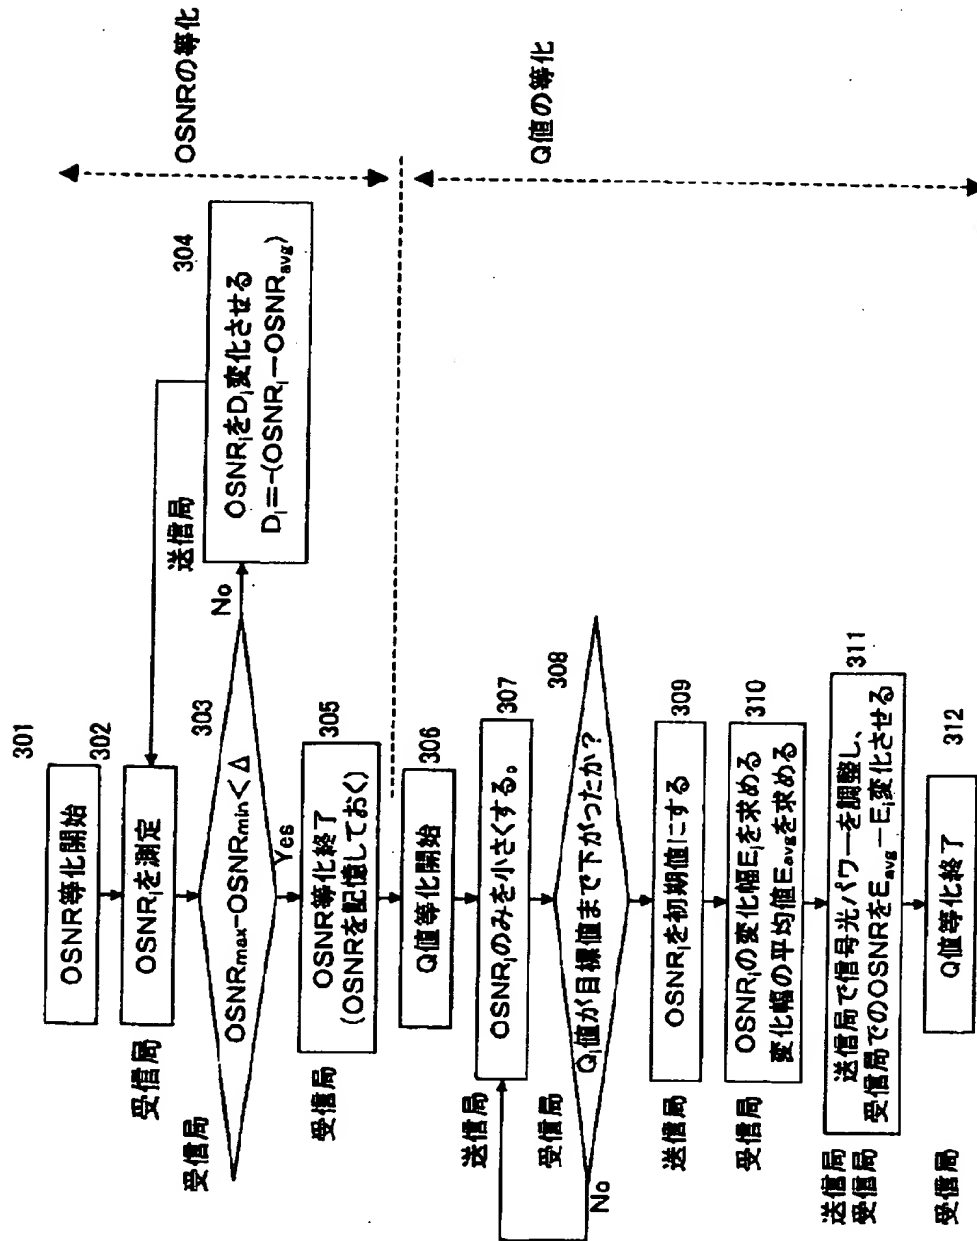 301
OSNR等化開始
302
受信局
OSNRiを測定
303
受信局
OSNRmax-OSNRmin<Δ
No
Yes
304
送信局
OSNRiをDi変化させる
Di=-(OSNRi-OSNRavg)
305
受信局
OSNR等化終了
(OSNRを記憶しておく)
OSNRの等化
306
Q値等化開始
307
送信局
OSNRiのみを小さくする。
308
受信局
Qi値が目標値まで下がったか?
No
309
送信局
OSNRiを初期値にする
310
受信局
OSNRiの変化幅Eiを求める
変化幅の平均値Eavgを求める
311
送信局
受信局
送信局で信号光パワーを調整し、
受信局でのOSNRをEavg-Ei変化させる
312
受信局
Q値等化終了
Q値の等化